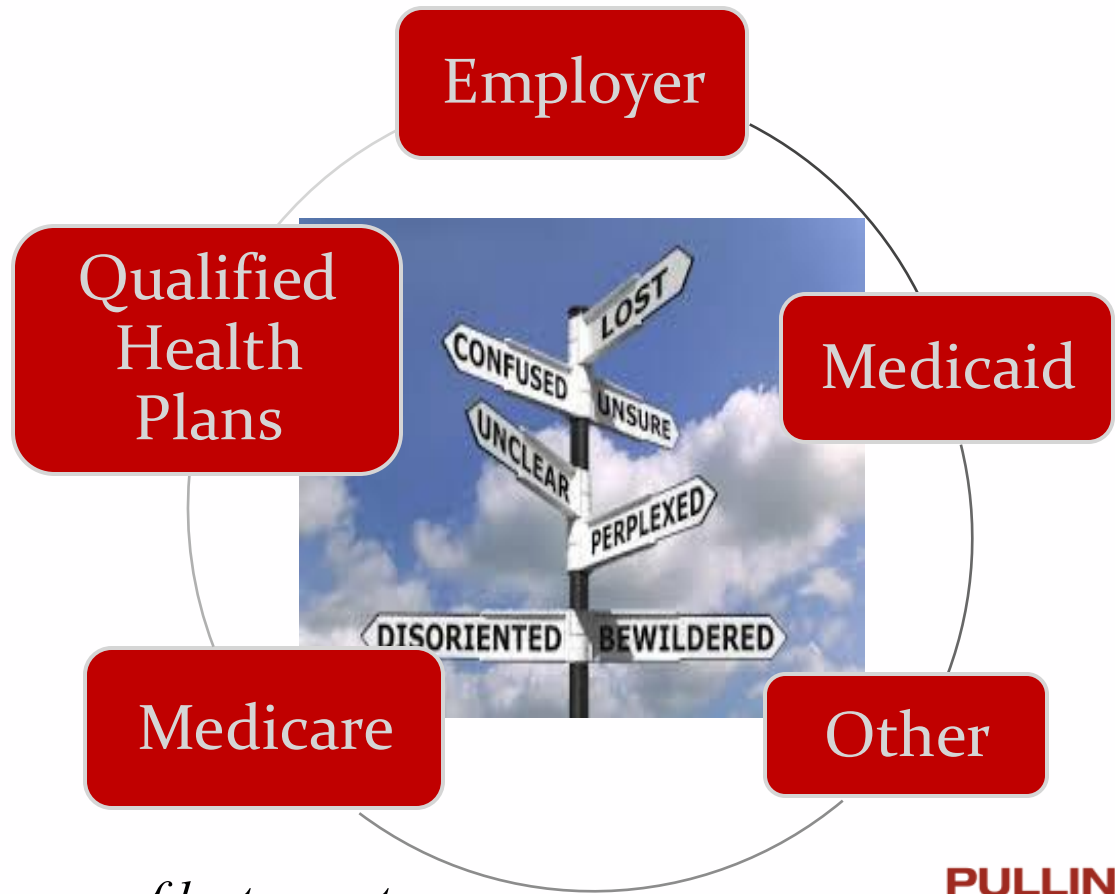 Employer
Qualified
Health
Plans
LOST
CONFUSED
UNSURE
Medicaid
UNCLEAR
PERPLEXED
DISORIENTED
BEWILDERED
Medicare
Other
PULLIN